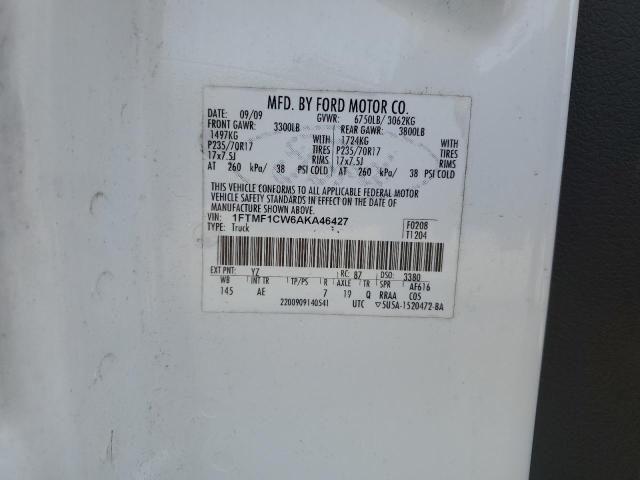 MFD. BY FORD MOTOR CO.
DATE: 09/09 GVWR: 6750LB/ 3062KG
FRONT GAWR: 3300LB REAR GAWR: 3800LB
1497KG WITH 1724KG WITH
P235/70R17 TIRES P235/70R17 TIRES
17x7.5J RIMS 17x7.5J RIMS
AT 260 kPa/ 38 PSI COLD AT 260 kPa/ 38 PSI COLD
THIS VEHICLE CONFORMS TO ALL APPLICABLE FEDERAL MOTOR
VEHICLE SAFETY STANDARDS IN EFFECT ON THE DATE OF
MANUFACTURE SHOWN ABOVE.
VIN: 1FTMF1CW6AKA46427 F0208
TYPE: Truck T1204
EXT PNT: YZ RC: 87 DSO: 3380
WB INT TR TP/PS R AXLE TR SPR AF616
145 AE 7 19 Q RRAA C05
2200909140541 UTC ▽5U5A-1520472-BA